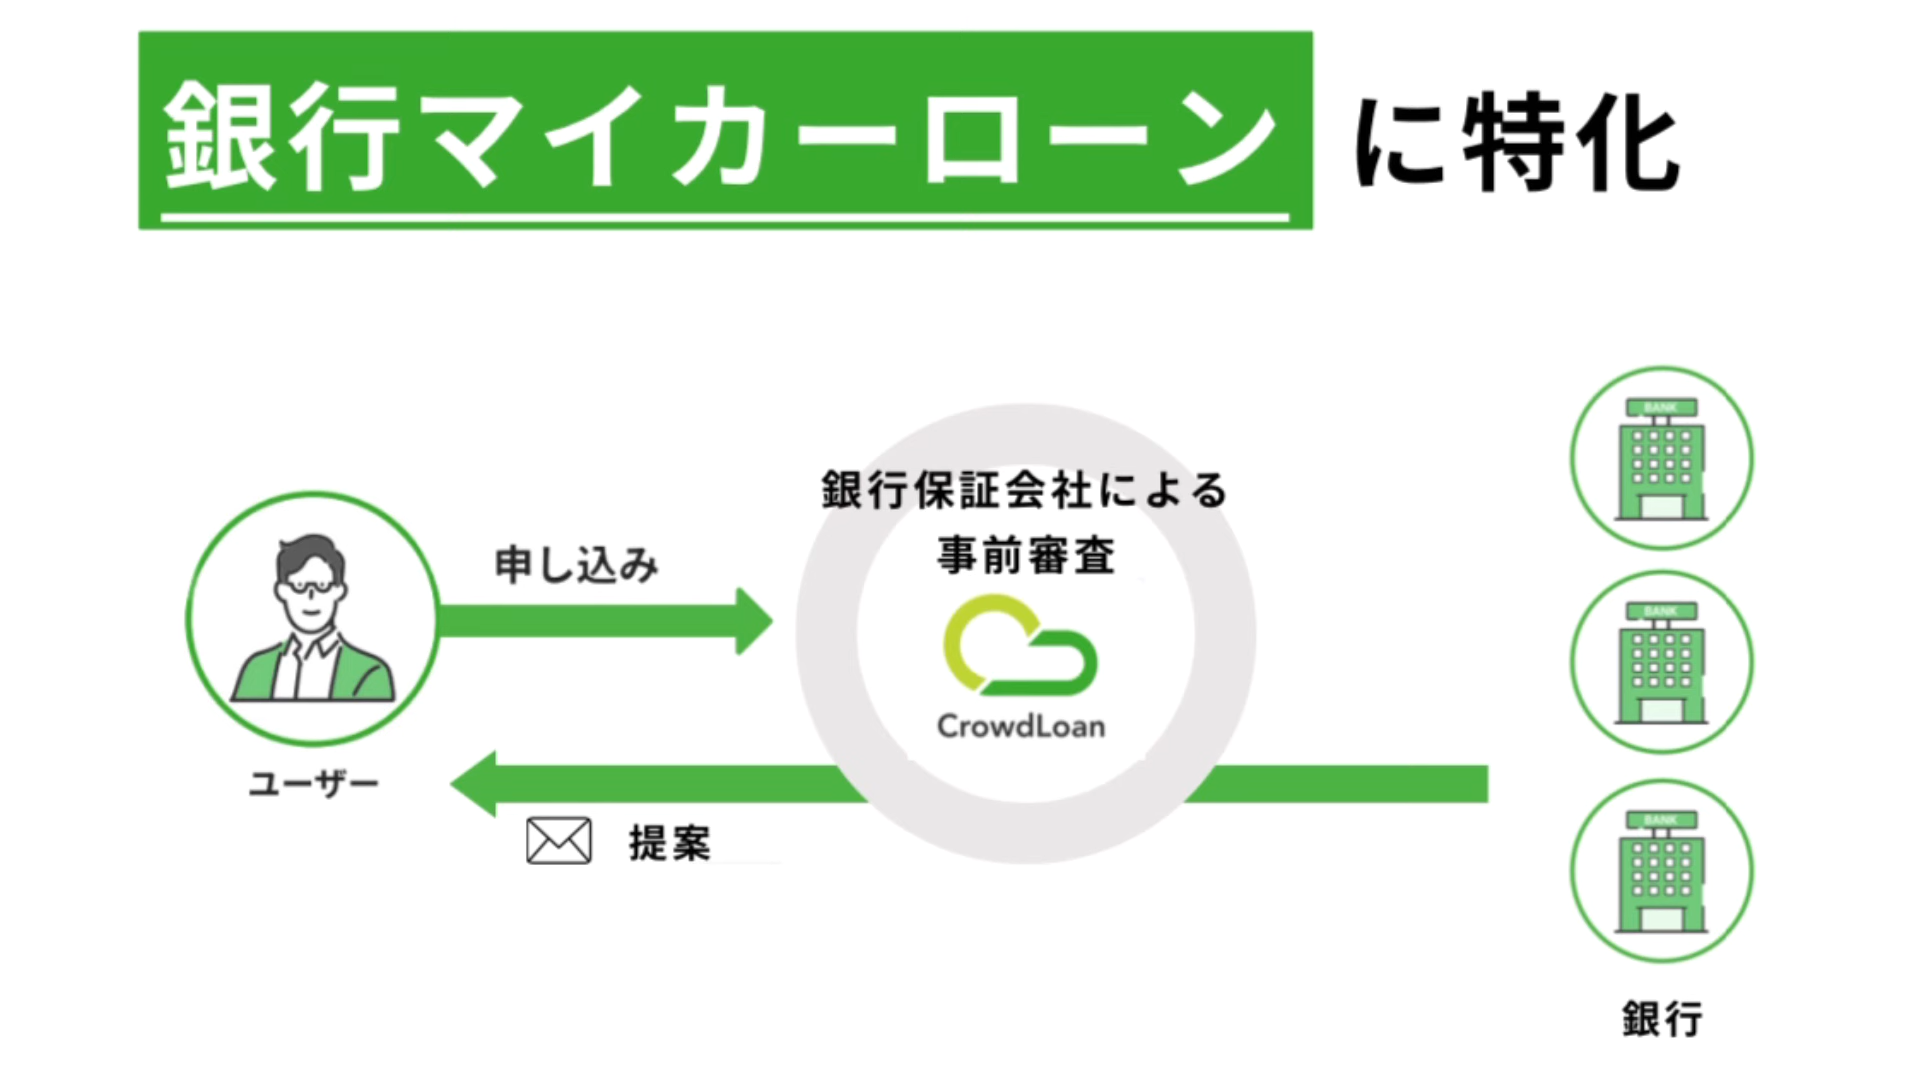 銀行マイカーローン に特化
銀行保証会社による
事前審査
申し込み
CrowdLoan
ユーザー
提案
BANK
BANK
BANK
銀行